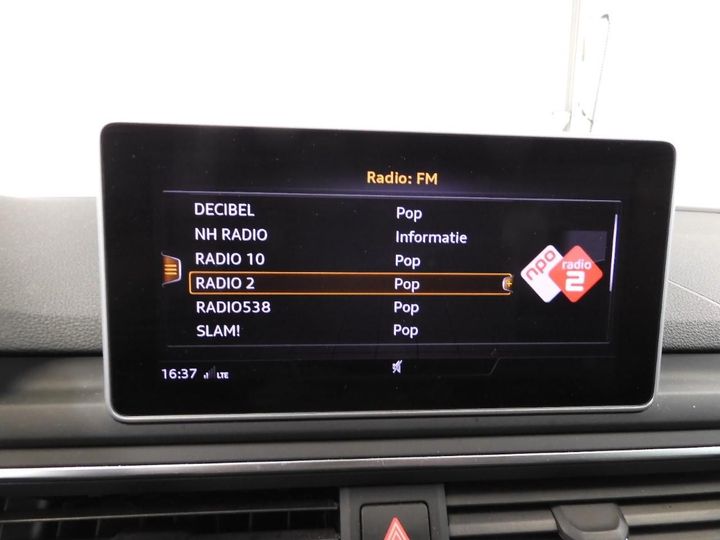 Radio: FM
DECIBEL Pop
NH RADIO Informatie
RADIO 10 Pop
RADIO 2 Pop
npo radio 2
RADIO538 Pop
SLAM! Pop
16:37 LTE